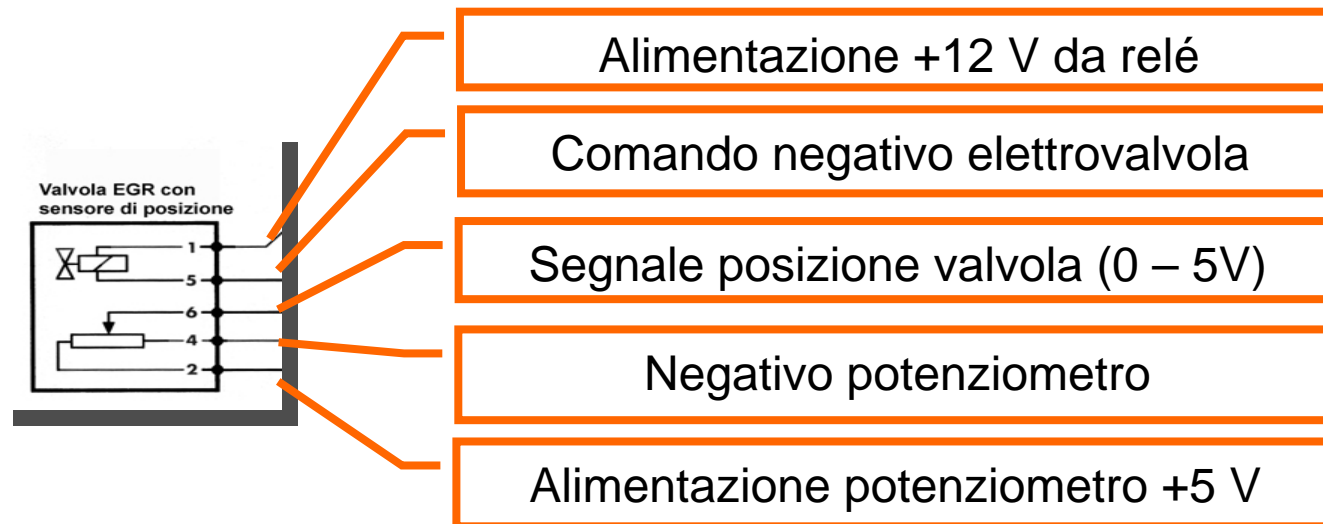 Alimentazione +12 V da relé
Comando negativo elettrovalvola
Valvola EGR con
sensore di posizione
1
5
6
4
2
Segnale posizione valvola (0 – 5V)
Negativo potenziometro
Alimentazione potenziometro +5 V